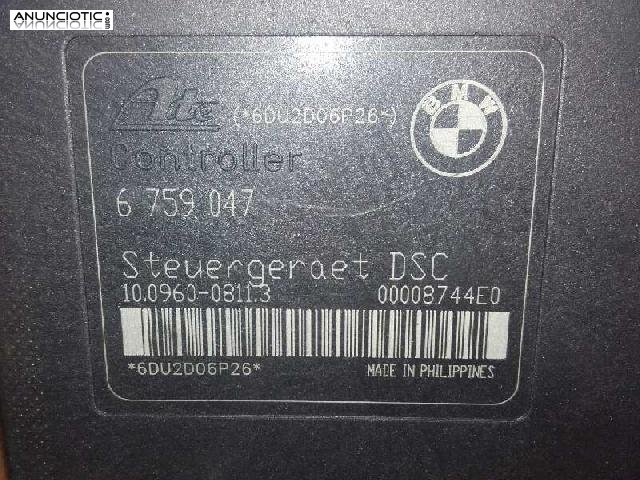 ANUNCIOTIC.com
Ate (*6DU2D06P26*)
BMW
Controller
6 759 047
Steuergeraet DSC
10.0960-0811.3 00008744E0
*6DU2D06P26* MADE IN PHILIPPINES